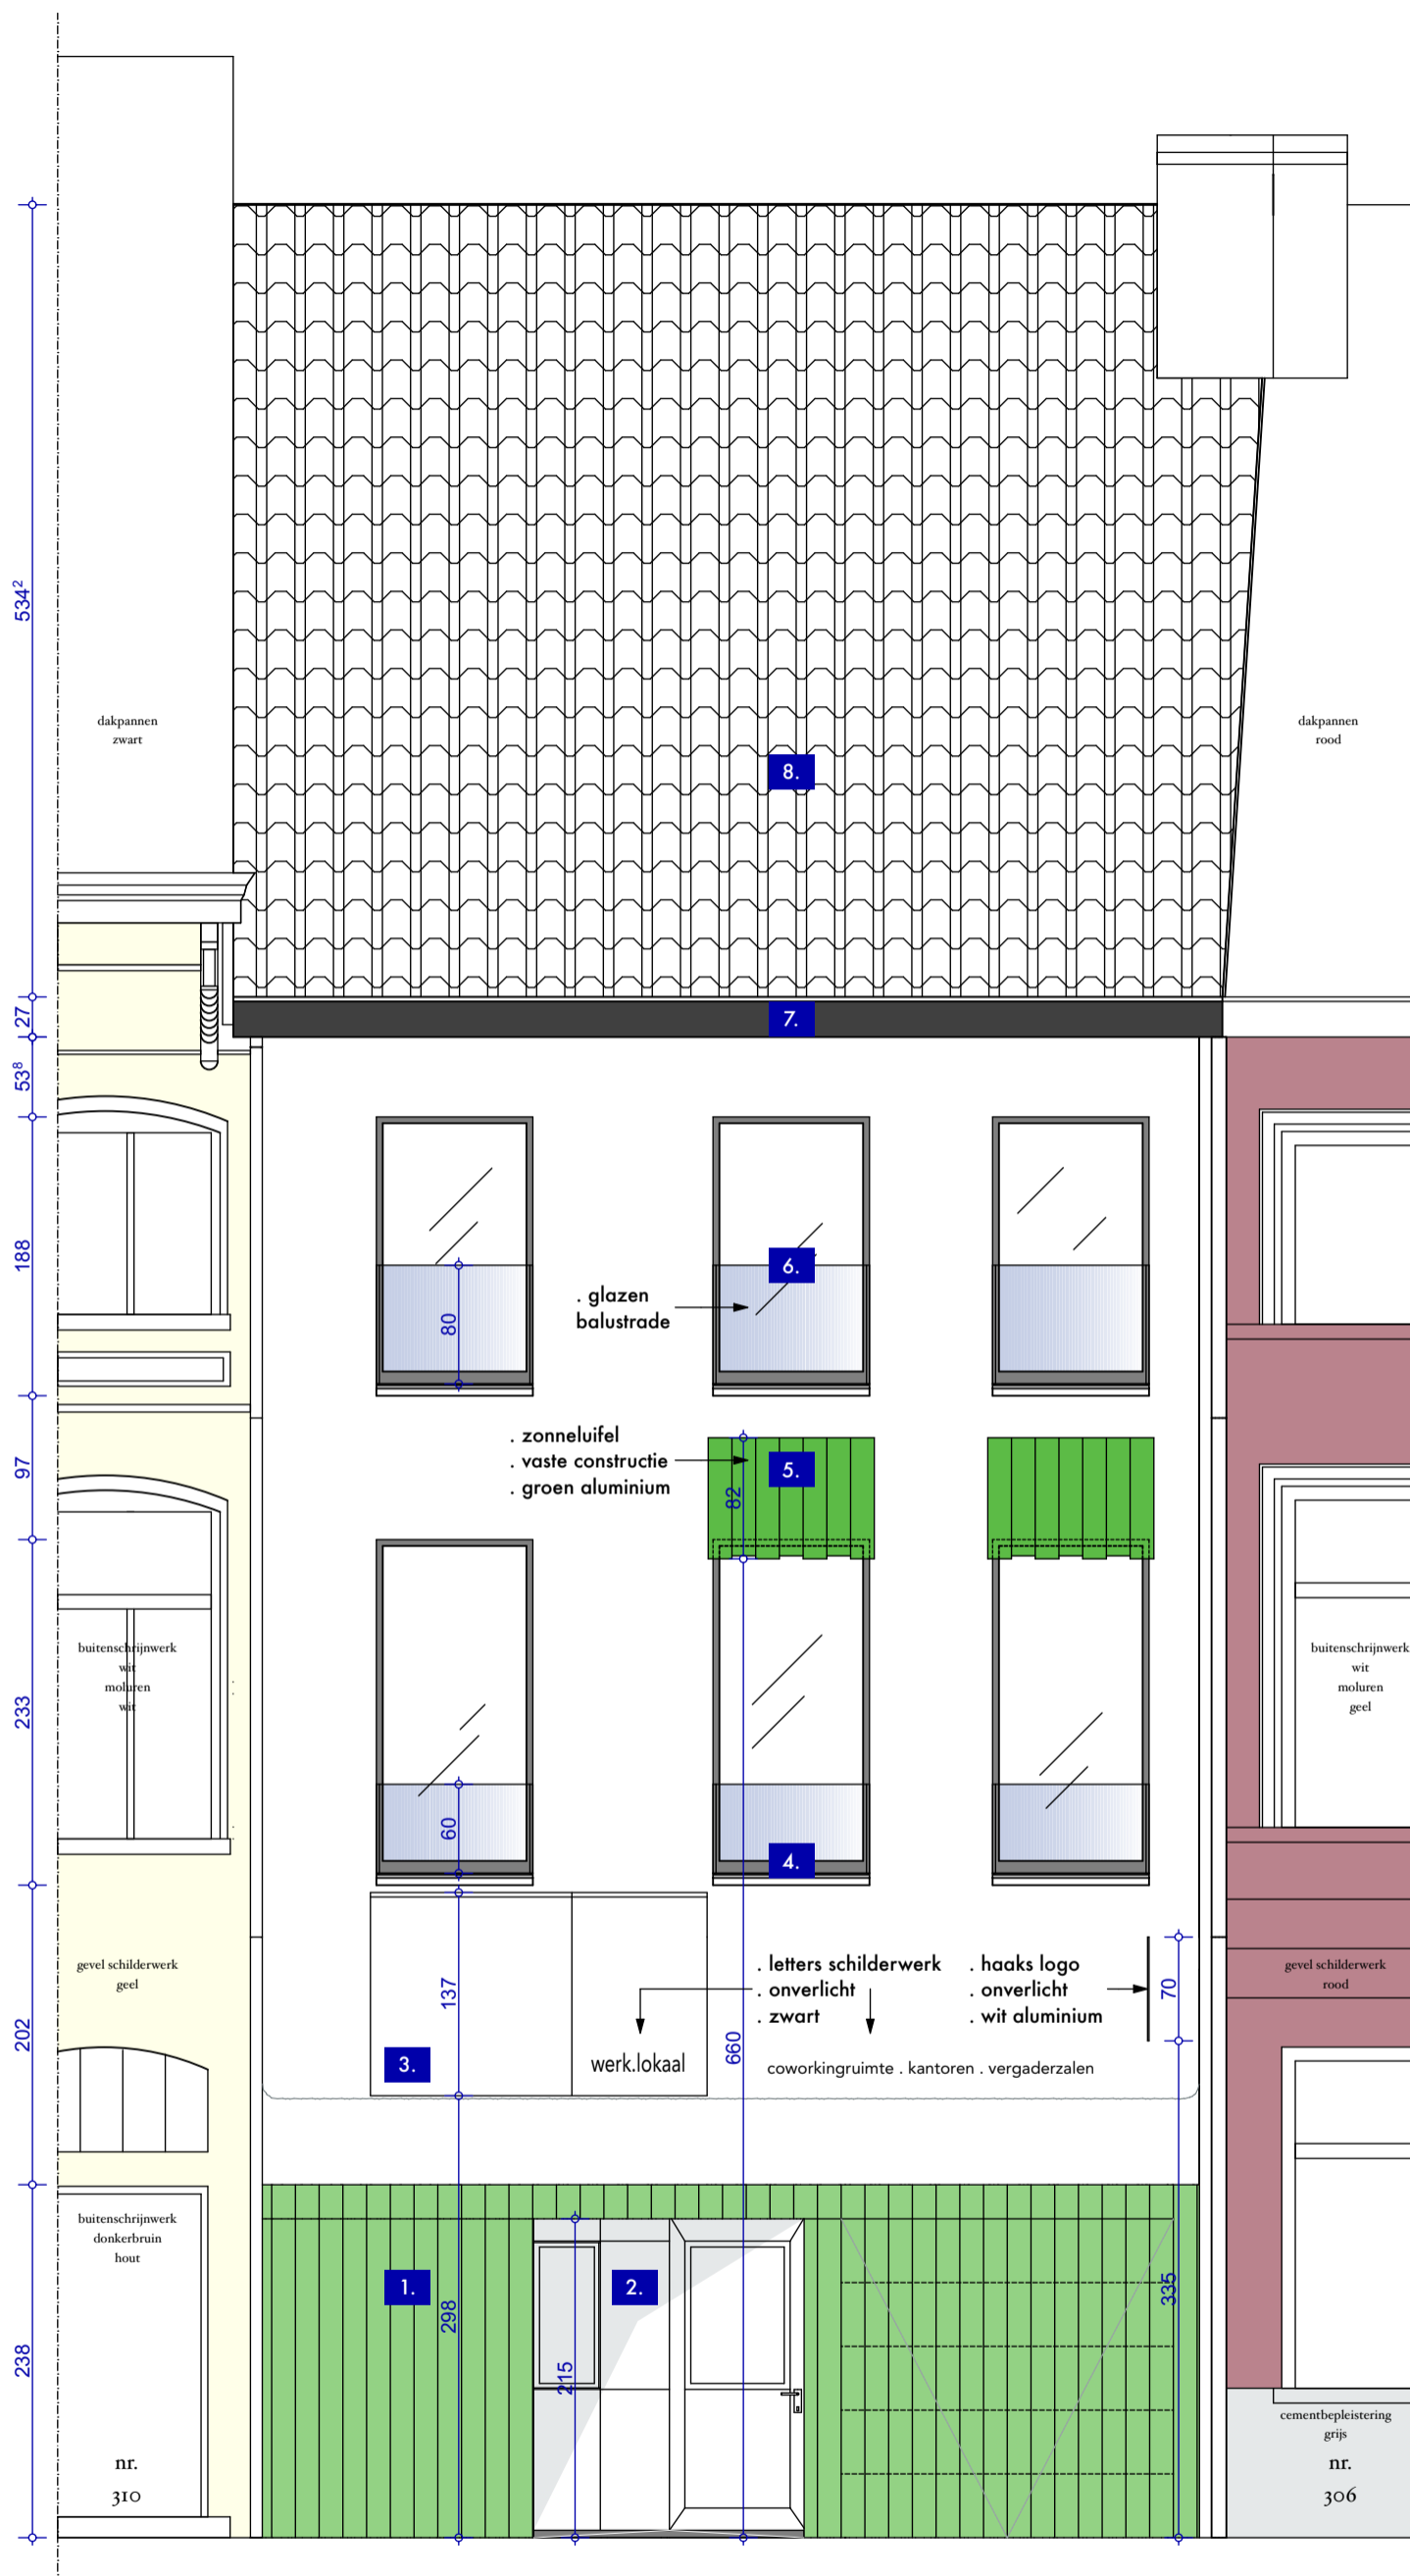 534²
dakpannen
zwart
dakpannen
rood
8.
27
7.
53⁸
188
6.
. glazen
balustrade
80
. zonneluifel
. vaste constructie
. groen aluminium
5.
97
82
buitenschrijnwerk
wit
moluren
wit
buitenschrijnwerk
wit
moluren
geel
233
60
4.
gevel schilderwerk
geel
. letters schilderwerk
. onverlicht
. zwart
. haaks logo
. onverlicht
. wit aluminium
gevel schilderwerk
rood
137
70
202
660
3.
werk.lokaal
coworkingruimte . kantoren . vergaderzalen
buitenschrijnwerk
donkerbruin
hout
1.
2.
298
335
238
215
cementbepleistering
grijs
nr.
310
nr.
306